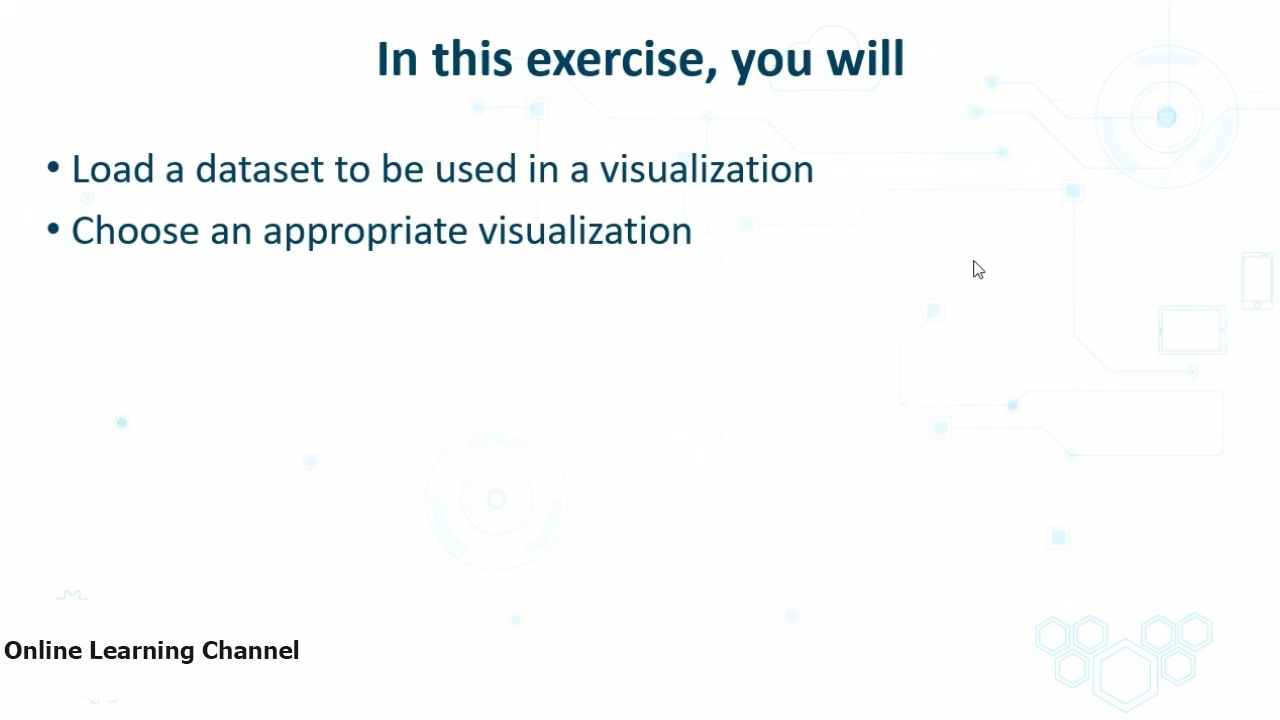 In this exercise, you will
• Load a dataset to be used in a visualization
• Choose an appropriate visualization
Online Learning Channel